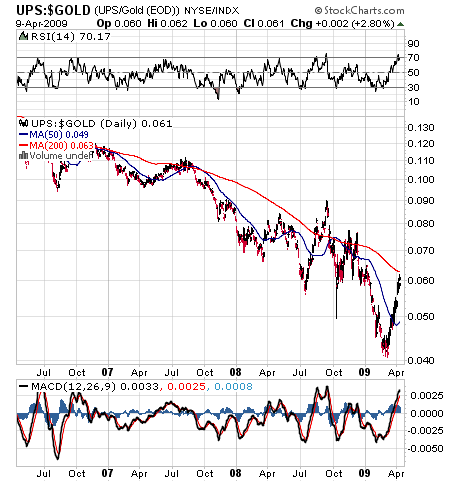 UPS:$GOLD (UPS/Gold (EOD)) NYSE/INDX © StockCharts.com
9-Apr-2009 Op 0.060 Hi 0.062 Lo 0.060 Cl 0.061 Chg +0.002 (+2.80%)
RSI(14) 70.17
90
70
50
30
10
UPS:$GOLD (Daily) 0.061
MA(50) 0.049
MA(200) 0.063
Volume undef
0.130
0.120
0.110
0.100
0.090
0.080
0.070
0.060
0.050
0.040
Jul Oct 07 Apr Jul Oct 08 Apr Jul Oct 09 Apr
MACD(12,26,9) 0.0033, 0.0025, 0.0008
0.0025
0.0000
-0.0025
-0.0050
Jul Oct 07 Apr Jul Oct 08 Apr Jul Oct 09 Apr